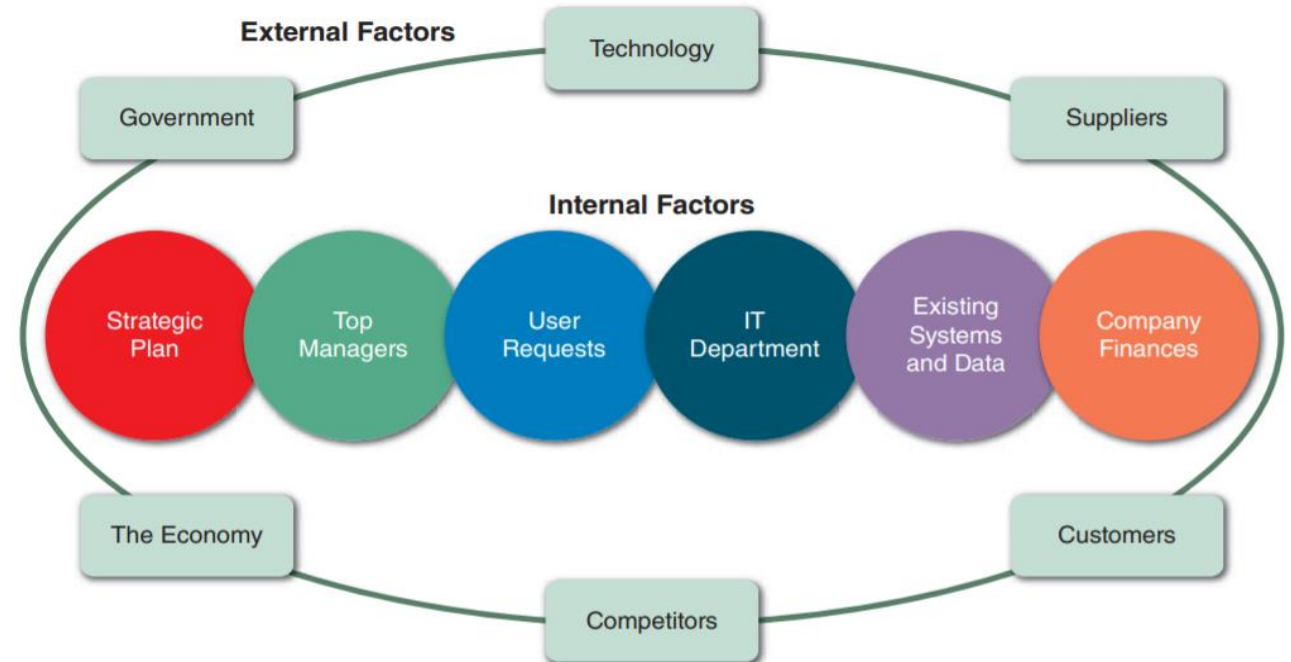 External Factors
Technology
Government
Suppliers
Internal Factors
Strategic
Plan
Top
Managers
User
Requests
IT
Department
Existing
Systems
and Data
Company
Finances
The Economy
Customers
Competitors